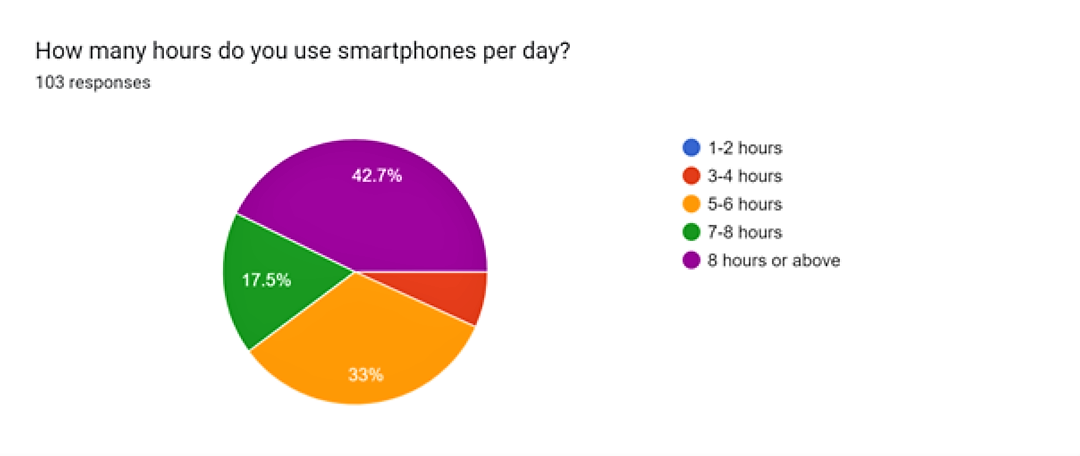 How many hours do you use smartphones per day?
103 responses
42.7%
17.5%
33%
1-2 hours
3-4 hours
5-6 hours
7-8 hours
8 hours or above